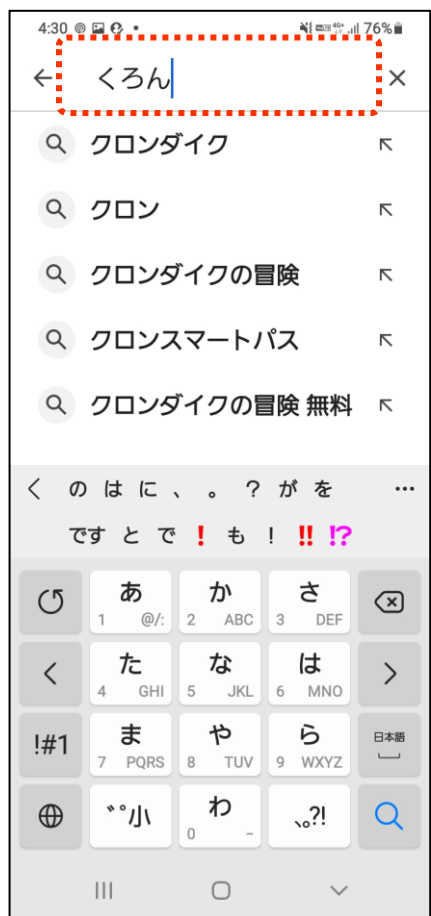 4:30 76%
くろん
クロンダイク
クロン
クロンダイクの冒険
クロンスマートパス
クロンダイクの冒険 無料
の は に 、 。 ? が を …
です と で ! も ! !! !?
あ 1 @/: か 2 ABC さ 3 DEF
た 4 GHI な 5 JKL は 6 MNO
!#1 ま 7 PQRS や 8 TUV ら 9 WXYZ 日本語
゛゜小 わ 0 - 、。?!